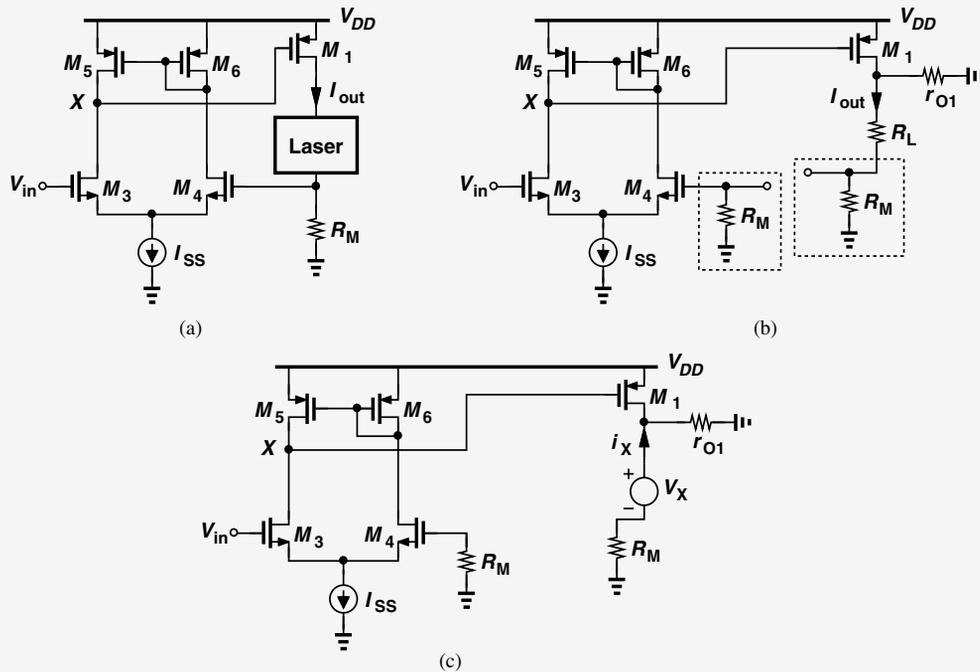 VDD
M5
M6
M1
X
Iout
Laser
Vin
M3
M4
RM
ISS
(a)
VDD
M5
M6
M1
X
Iout
rO1
RL
Vin
M3
M4
RM
RM
ISS
(b)
VDD
M5
M6
M1
X
iX
rO1
+
VX
−
Vin
M3
M4
RM
RM
ISS
(c)